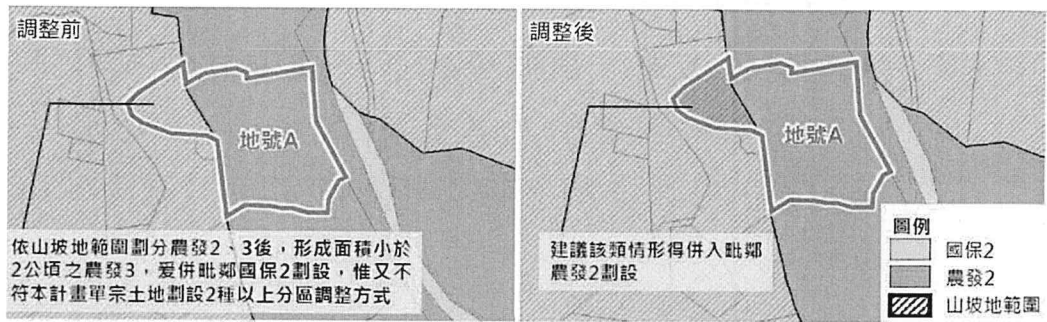 調整前
地號A
依山坡地範圍劃分農發2、3後，形成面積小於
2公頃之農發3，爰併毗鄰國保2劃設，惟又不
符本計畫單宗土地劃設2種以上分區調整方式
調整後
地號A
建議該類情形得併入毗鄰
農發2劃設
圖例
國保2
農發2
山坡地範圍